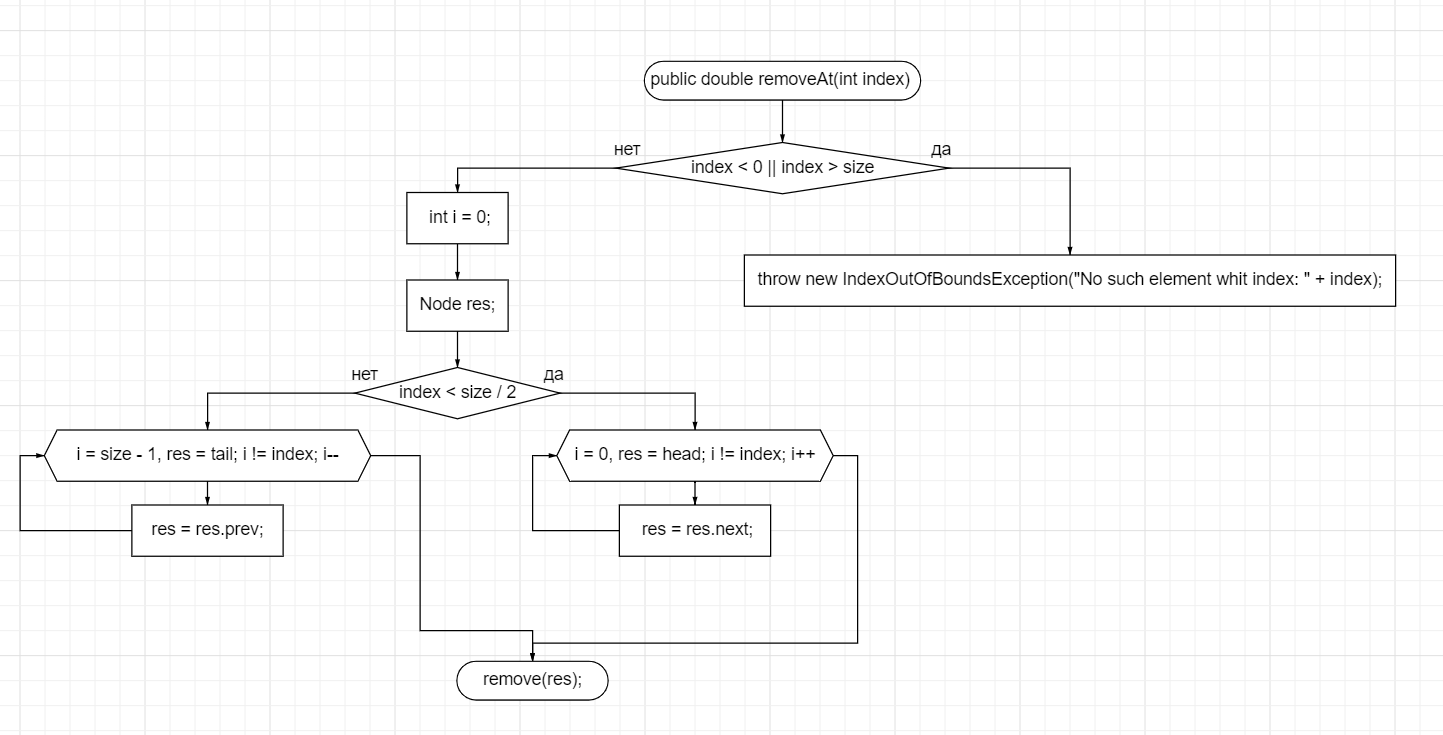 public double removeAt(int index)
нет
да
index < 0 || index > size
int i = 0;
throw new IndexOutOfBoundsException("No such element whit index: " + index);
Node res;
нет
да
index < size / 2
i = size - 1, res = tail; i != index; i--
i = 0, res = head; i != index; i++
res = res.prev;
res = res.next;
remove(res);